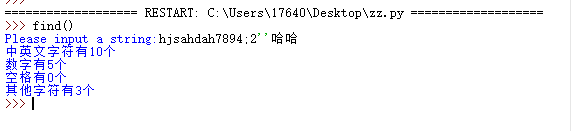 >>>
=================== RESTART: C:\Users\17640\Desktop\zz.py ===================
>>> find()
Please input a string:hjsahdah7894;2''哈哈
中英文字符有10个
数字有5个
空格有0个
其他字符有3个
>>>